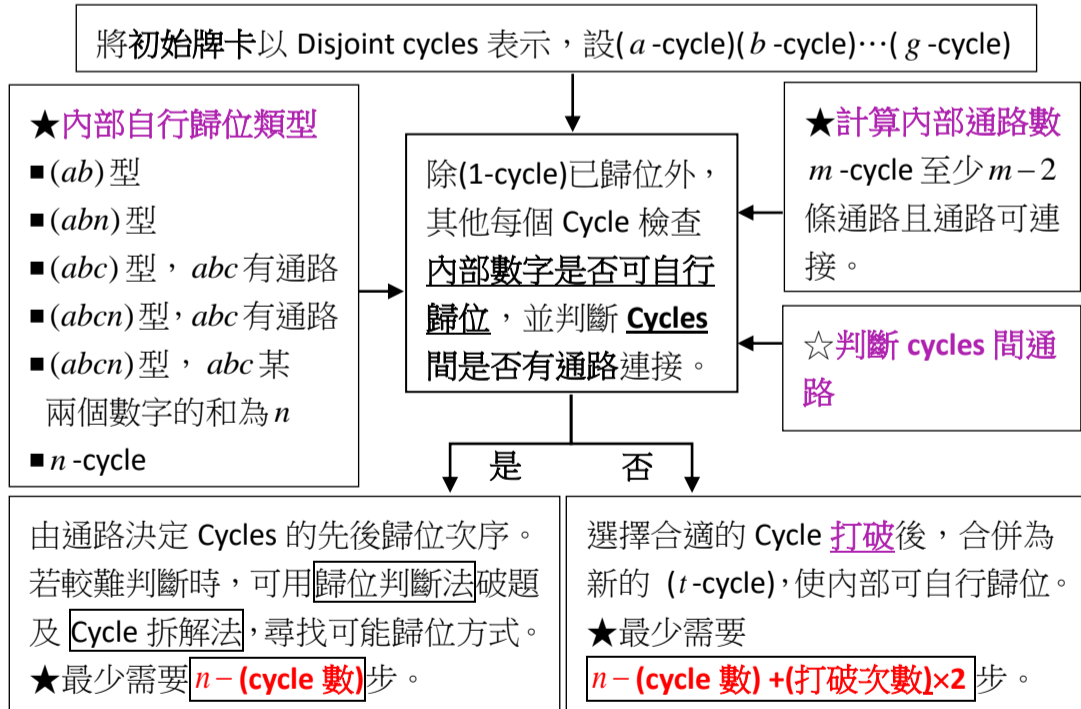 將初始牌卡以 Disjoint cycles 表示，設(a -cycle)(b -cycle)⋯(g -cycle)
★內部自行歸位類型
■(ab)型
■(abn)型
■(abc)型，abc有通路
■(abcn)型，abc有通路
■(abcn)型，abc某
兩個數字的和為n
■n -cycle
除(1-cycle)已歸位外，
其他每個 Cycle 檢查
內部數字是否可自行
歸位，並判斷 Cycles
間是否有通路連接。
★計算內部通路數
m -cycle 至少m−2
條通路且通路可連
接。
☆判斷 cycles 間通
路
是
否
由通路決定 Cycles 的先後歸位次序。
若較難判斷時，可用歸位判斷法破題
及 Cycle 拆解法，尋找可能歸位方式。
★最少需要 n−(cycle 數)步。
選擇合適的 Cycle 打破後，合併為
新的 (t-cycle)，使內部可自行歸位。
★最少需要
n−(cycle 數) +(打破次數)×2 步。